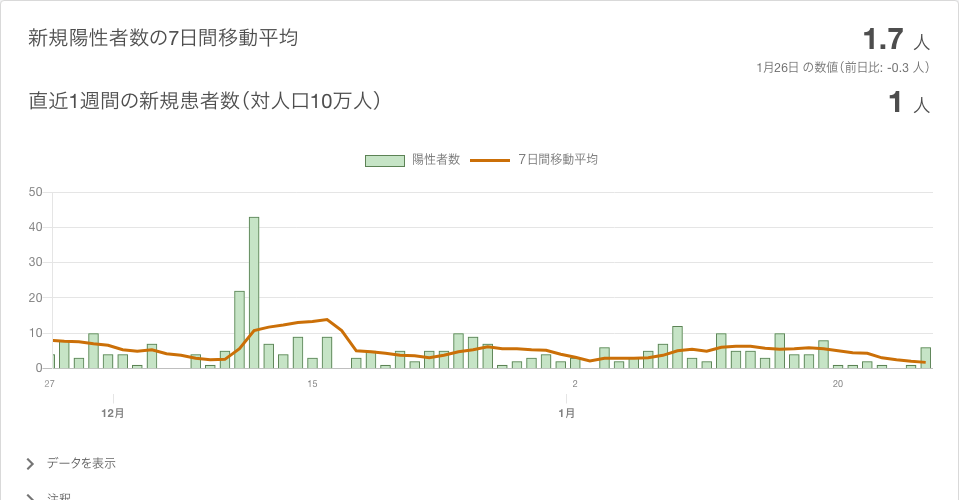 新規陽性者数の7日間移動平均
1.7 人
1月26日 の数値（前日比: -0.3 人）
直近1週間の新規患者数（対人口10万人）
1 人
陽性者数 7日間移動平均
50
40
30
20
10
0
27 15 2 20
12月 1月
データを表示
注釈